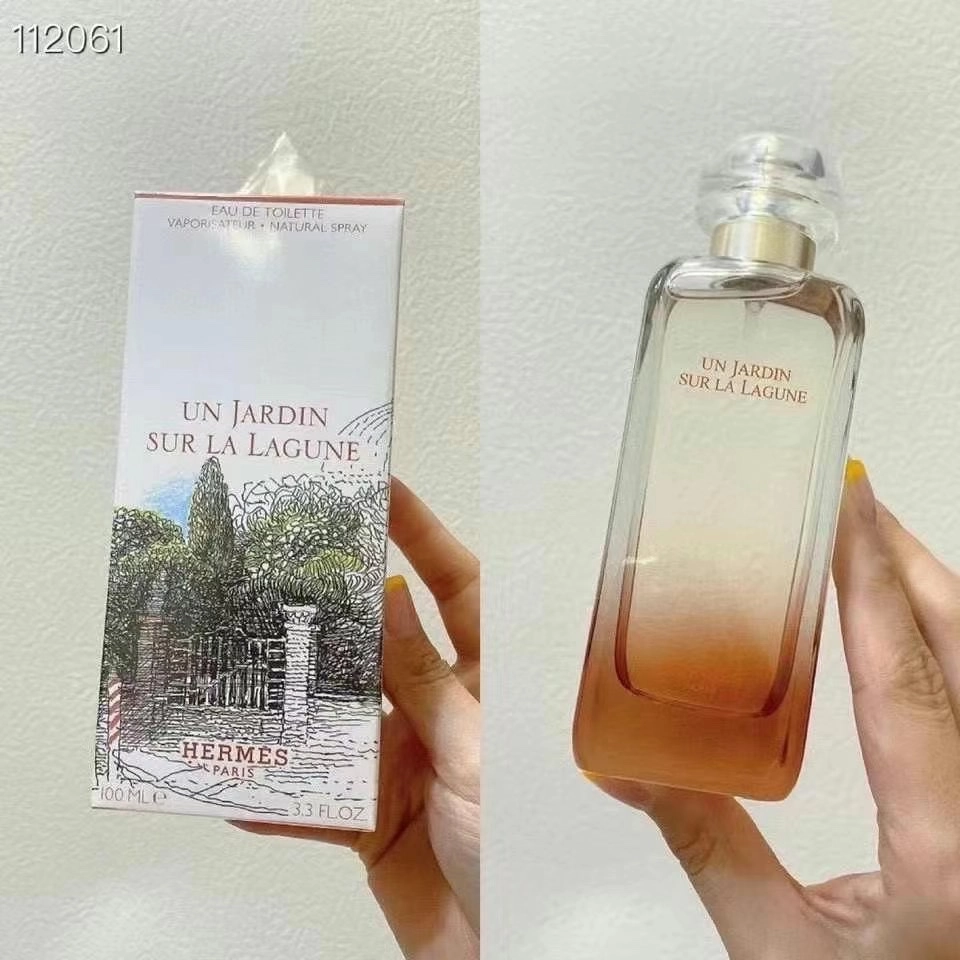 112061
EAU DE TOILETTE
VAPORISATEUR • NATURAL SPRAY
UN JARDIN
SUR LA LAGUNE
HERMÈS
PARIS
100 ML e
3.3 FL.OZ
UN JARDIN
SUR LA LAGUNE